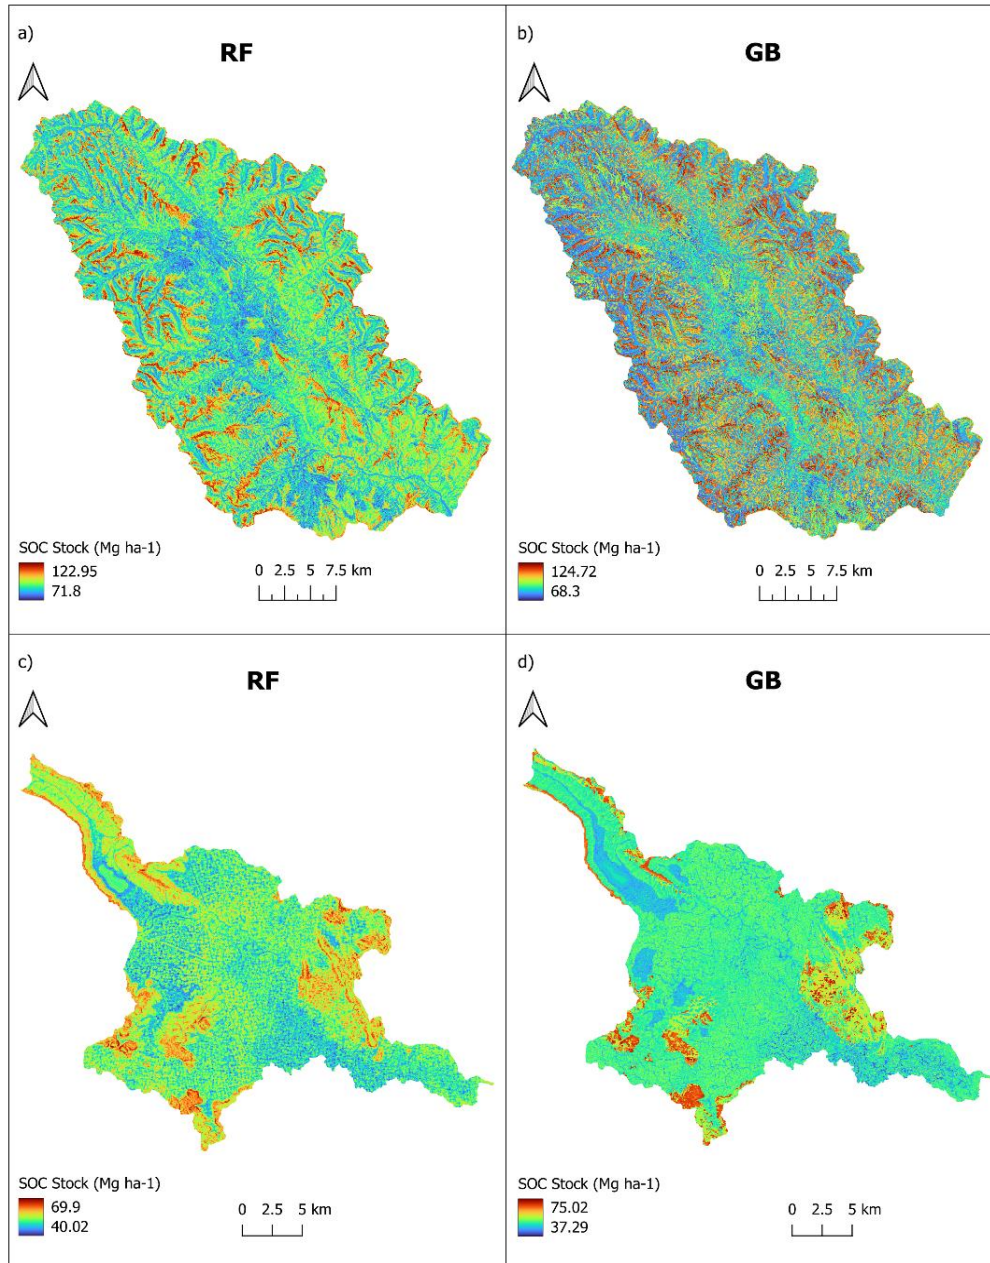 a)
RF
SOC Stock (Mg ha-1)
122.95
71.8
0 2.5 5 7.5 km
b)
GB
SOC Stock (Mg ha-1)
124.72
68.3
0 2.5 5 7.5 km
c)
RF
SOC Stock (Mg ha-1)
69.9
40.02
0 2.5 5 km
d)
GB
SOC Stock (Mg ha-1)
75.02
37.29
0 2.5 5 km